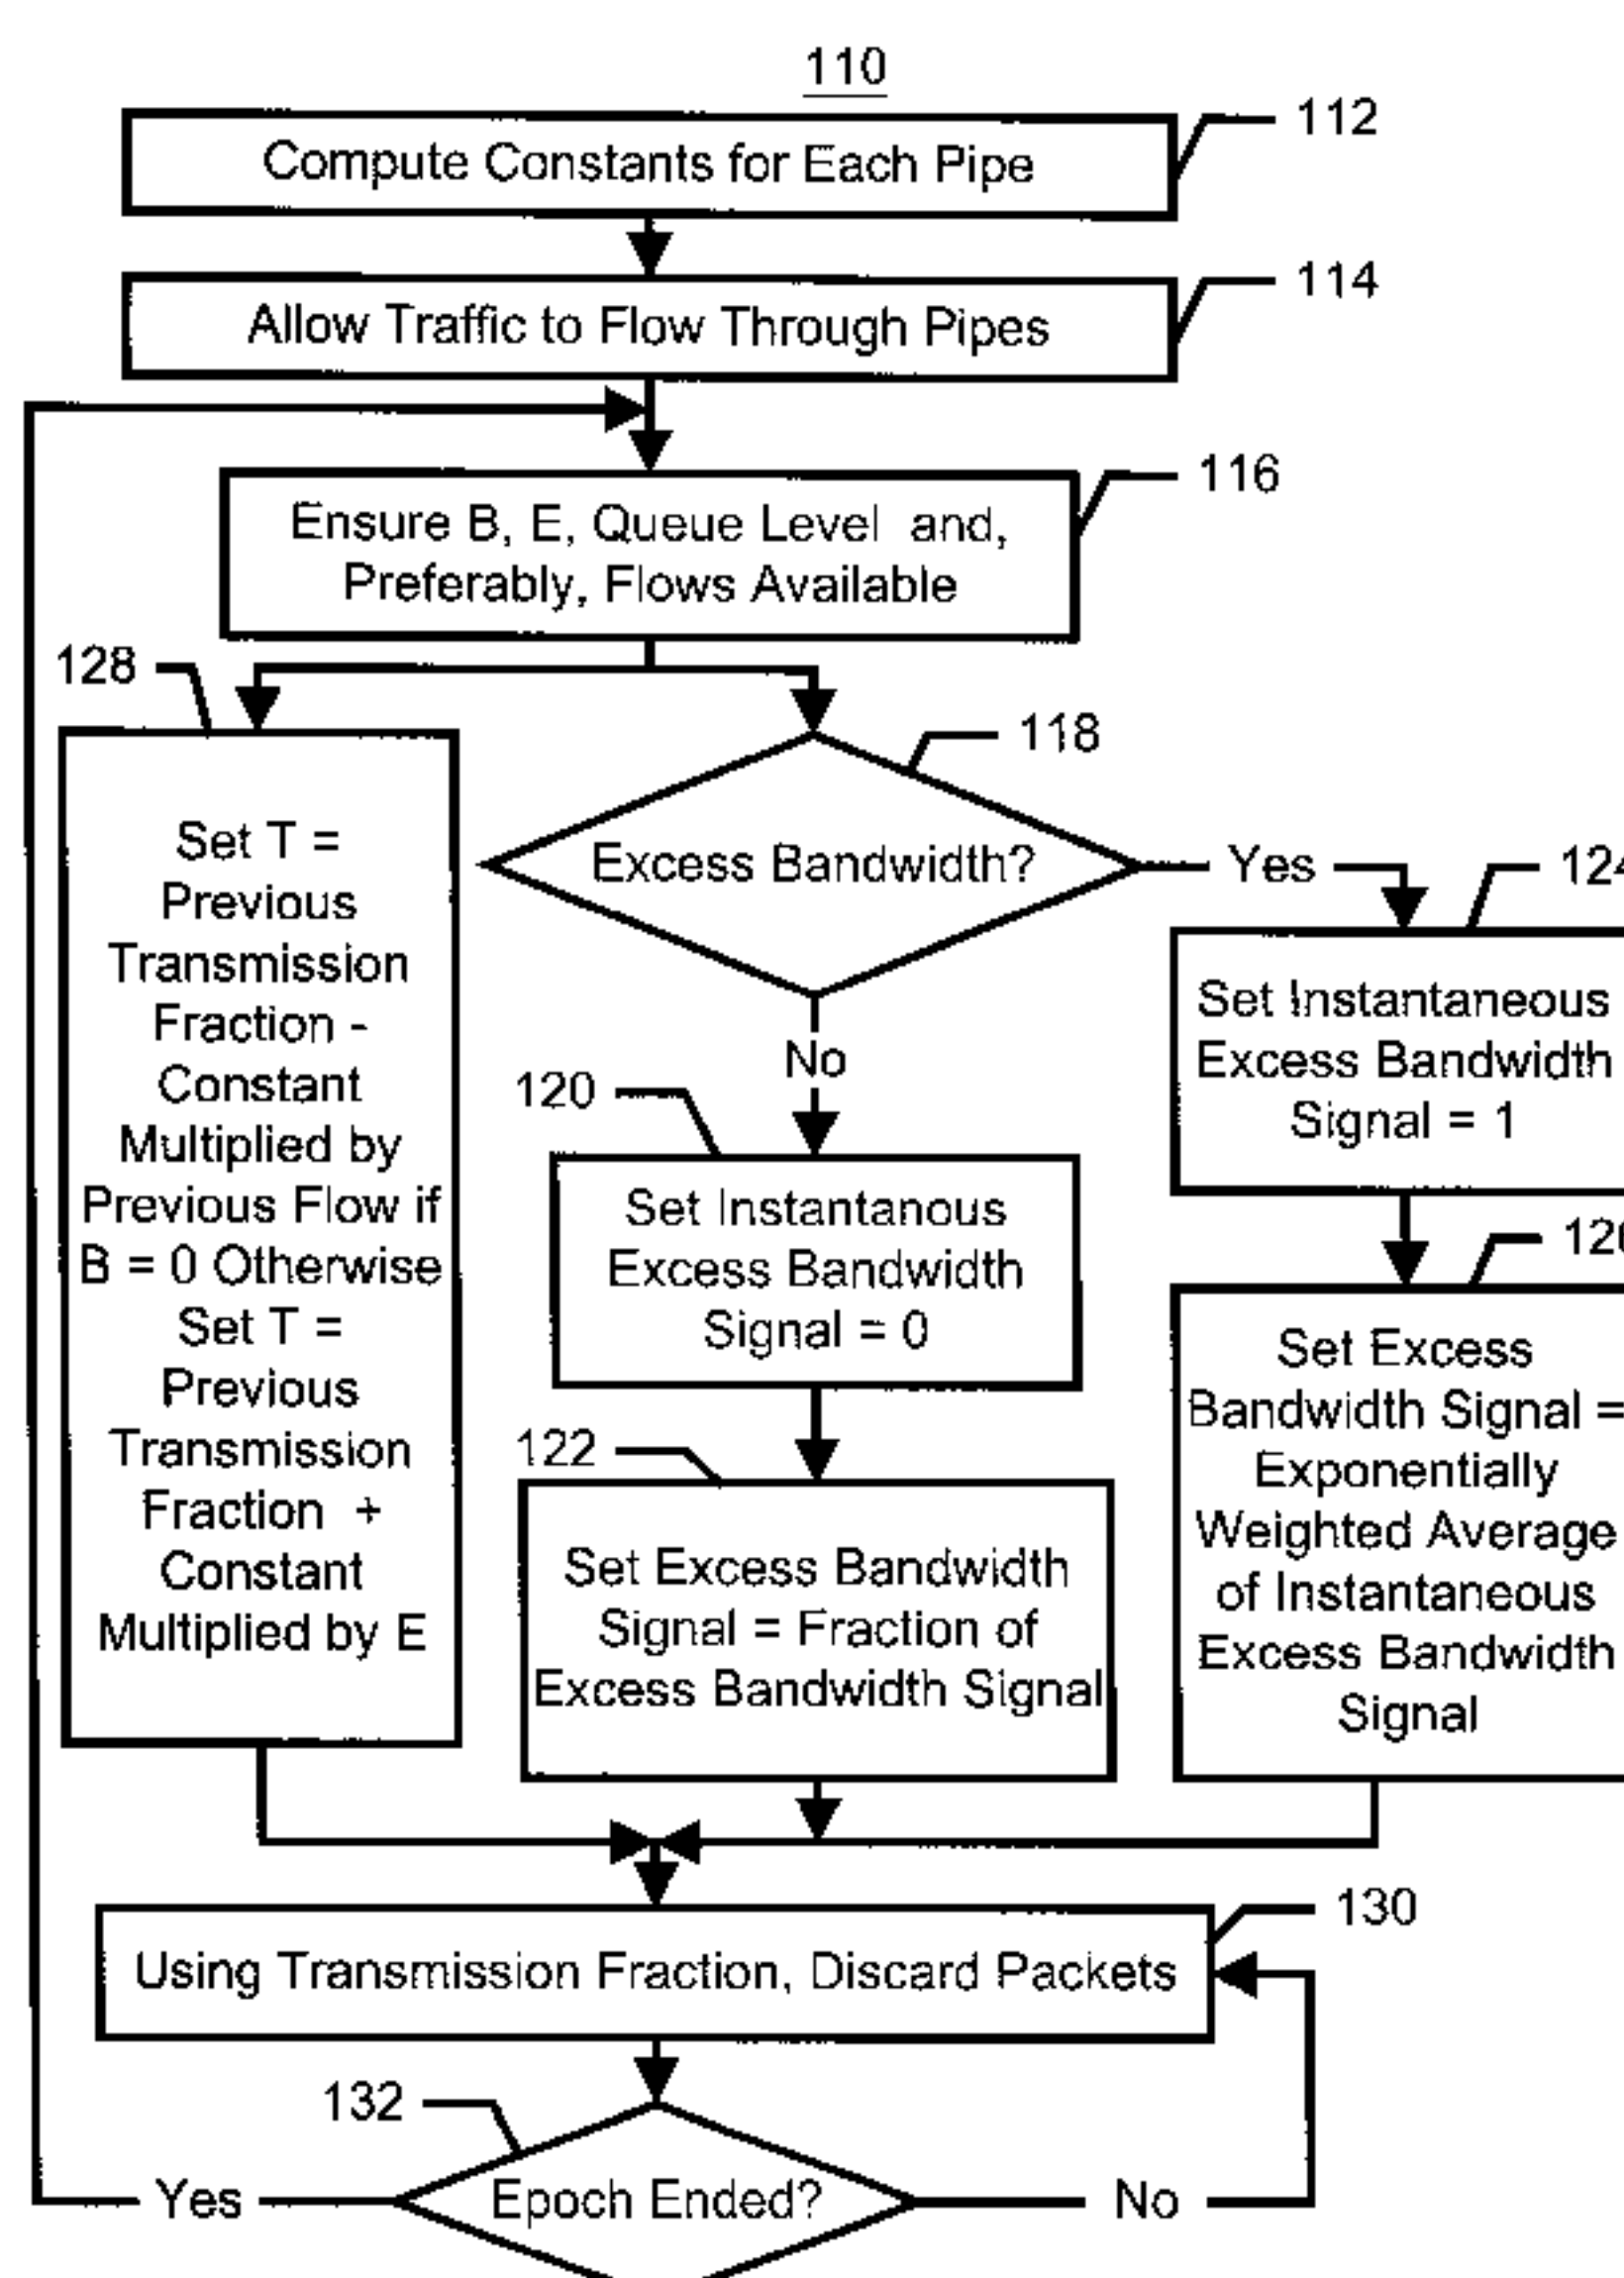 110
112
Compute Constants for Each Pipe
114
Allow Traffic to Flow Through Pipes
116
Ensure B, E, Queue Level and,
Preferably, Flows Available
128
118
Set T =
Previous
Transmission
Fraction -
Constant
Multiplied by
Previous Flow if
B = 0 Otherwise
Set T =
Previous
Transmission
Fraction +
Constant
Multiplied by E
Excess Bandwidth?
Yes
No
120
Set Instantanous
Excess Bandwidth
Signal = 0
122
Set Excess Bandwidth
Signal = Fraction of
Excess Bandwidth Signal
Set Instantaneous
Excess Bandwidth
Signal = 1
Set Excess
Bandwidth Signal =
Exponentially
Weighted Average
of Instantaneous
Excess Bandwidth
Signal
130
Using Transmission Fraction, Discard Packets
132
Yes
Epoch Ended?
No